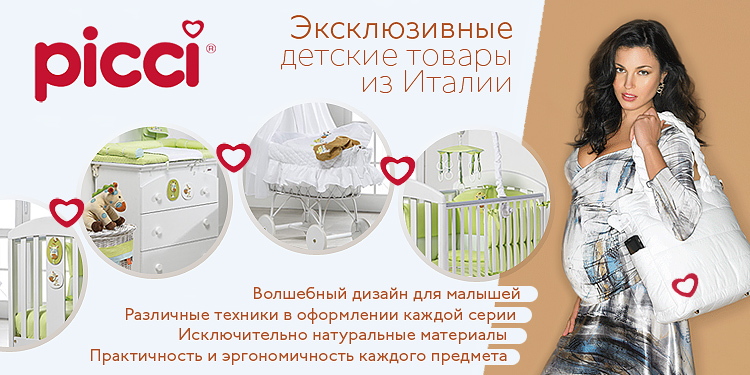 picci®
Эксклюзивные
детские товары
из Италии
Волшебный дизайн для малышей
Различные техники в оформлении каждой серии
Исключительно натуральные материалы
Практичность и эргономичность каждого предмета